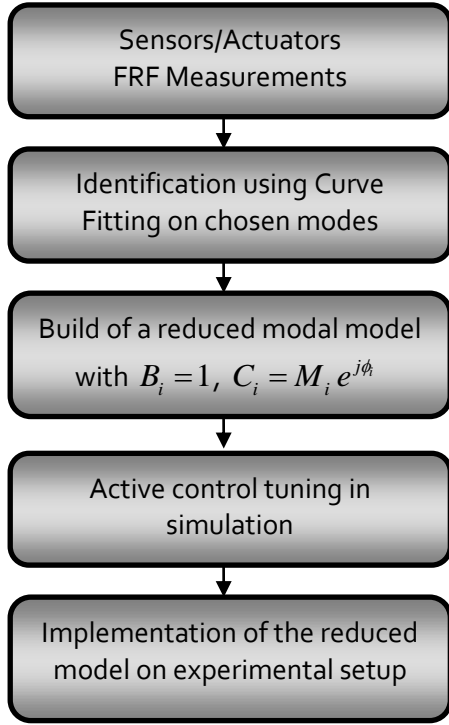 Sensors/Actuators
FRF Measurements
Identification using Curve
Fitting on chosen modes
Build of a reduced modal model
with $B_i = 1$, $C_i = M_i e^{j\phi_i}$
Active control tuning in
simulation
Implementation of the reduced
model on experimental setup